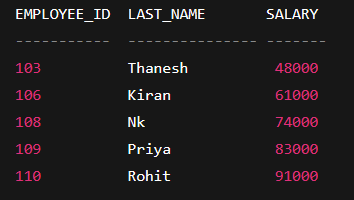 EMPLOYEE_ID LAST_NAME SALARY
----------- --------------- -------
103 Thanesh 48000
106 Kiran 61000
108 Nk 74000
109 Priya 83000
110 Rohit 91000